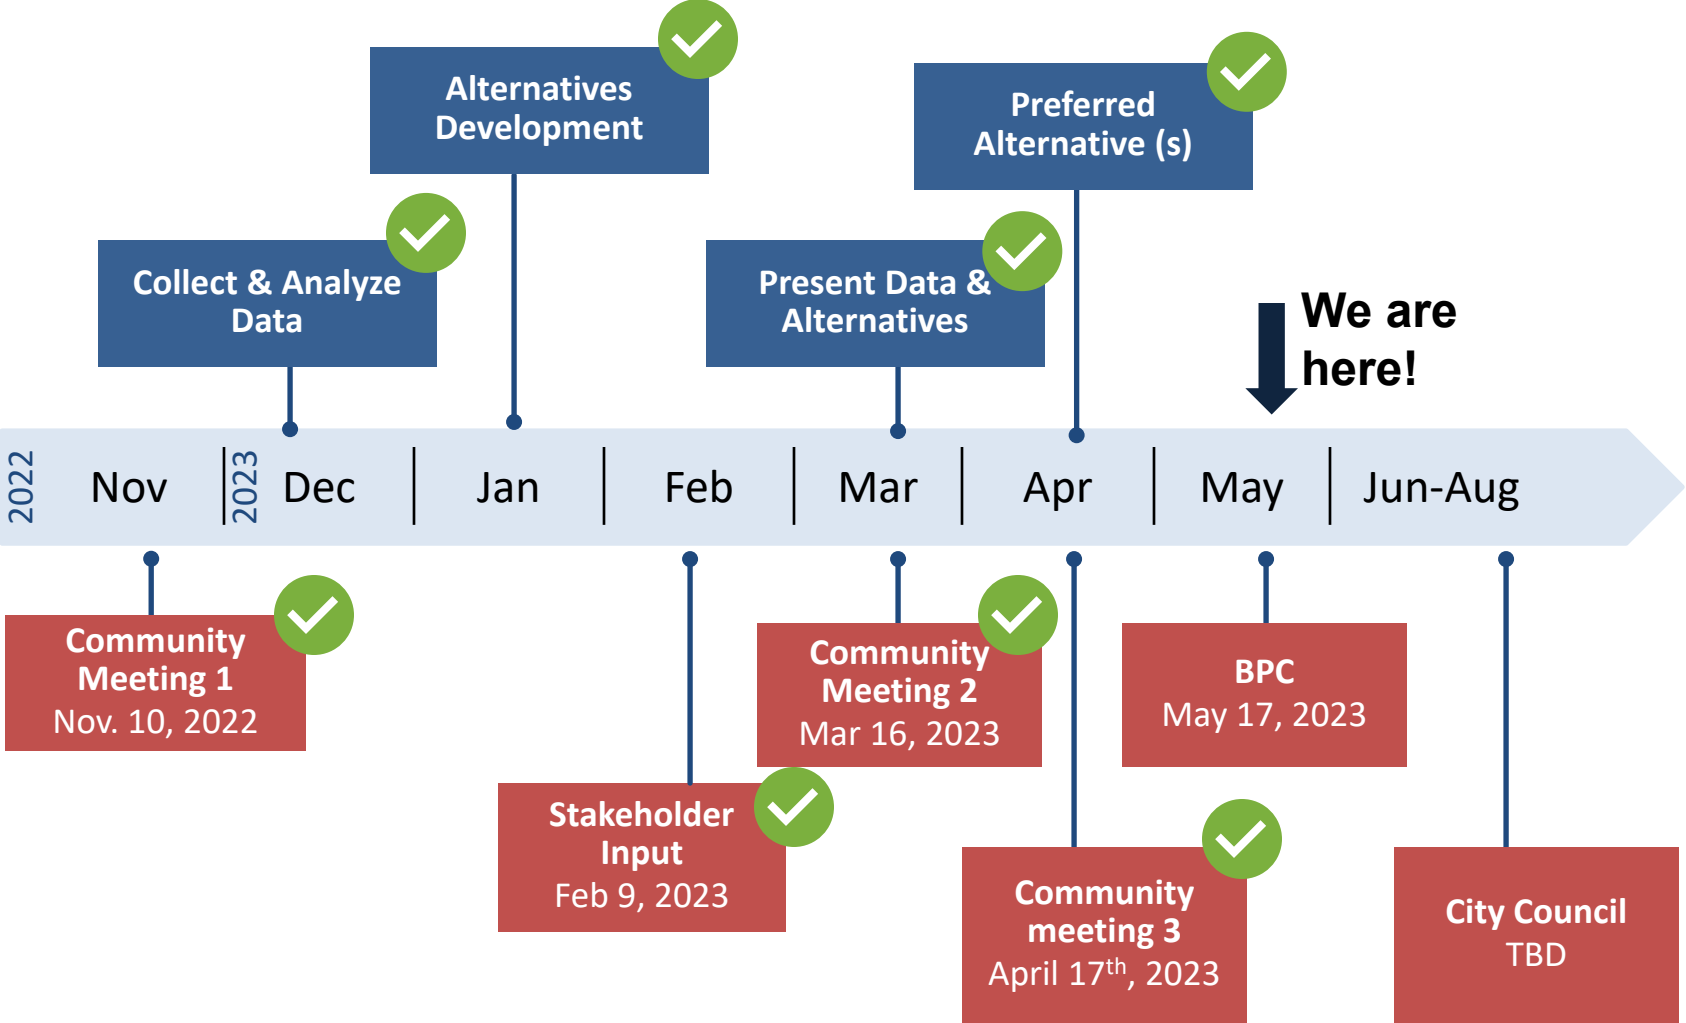 Alternatives
Development
Preferred
Alternative (s)
Collect & Analyze
Data
Present Data &
Alternatives
We are
here!
2022
Nov
2023
Dec
Jan
Feb
Mar
Apr
May
Jun-Aug
Community
Meeting 1
Nov. 10, 2022
Stakeholder
Input
Feb 9, 2023
Community
Meeting 2
Mar 16, 2023
Community
meeting 3
April 17th, 2023
BPC
May 17, 2023
City Council
TBD